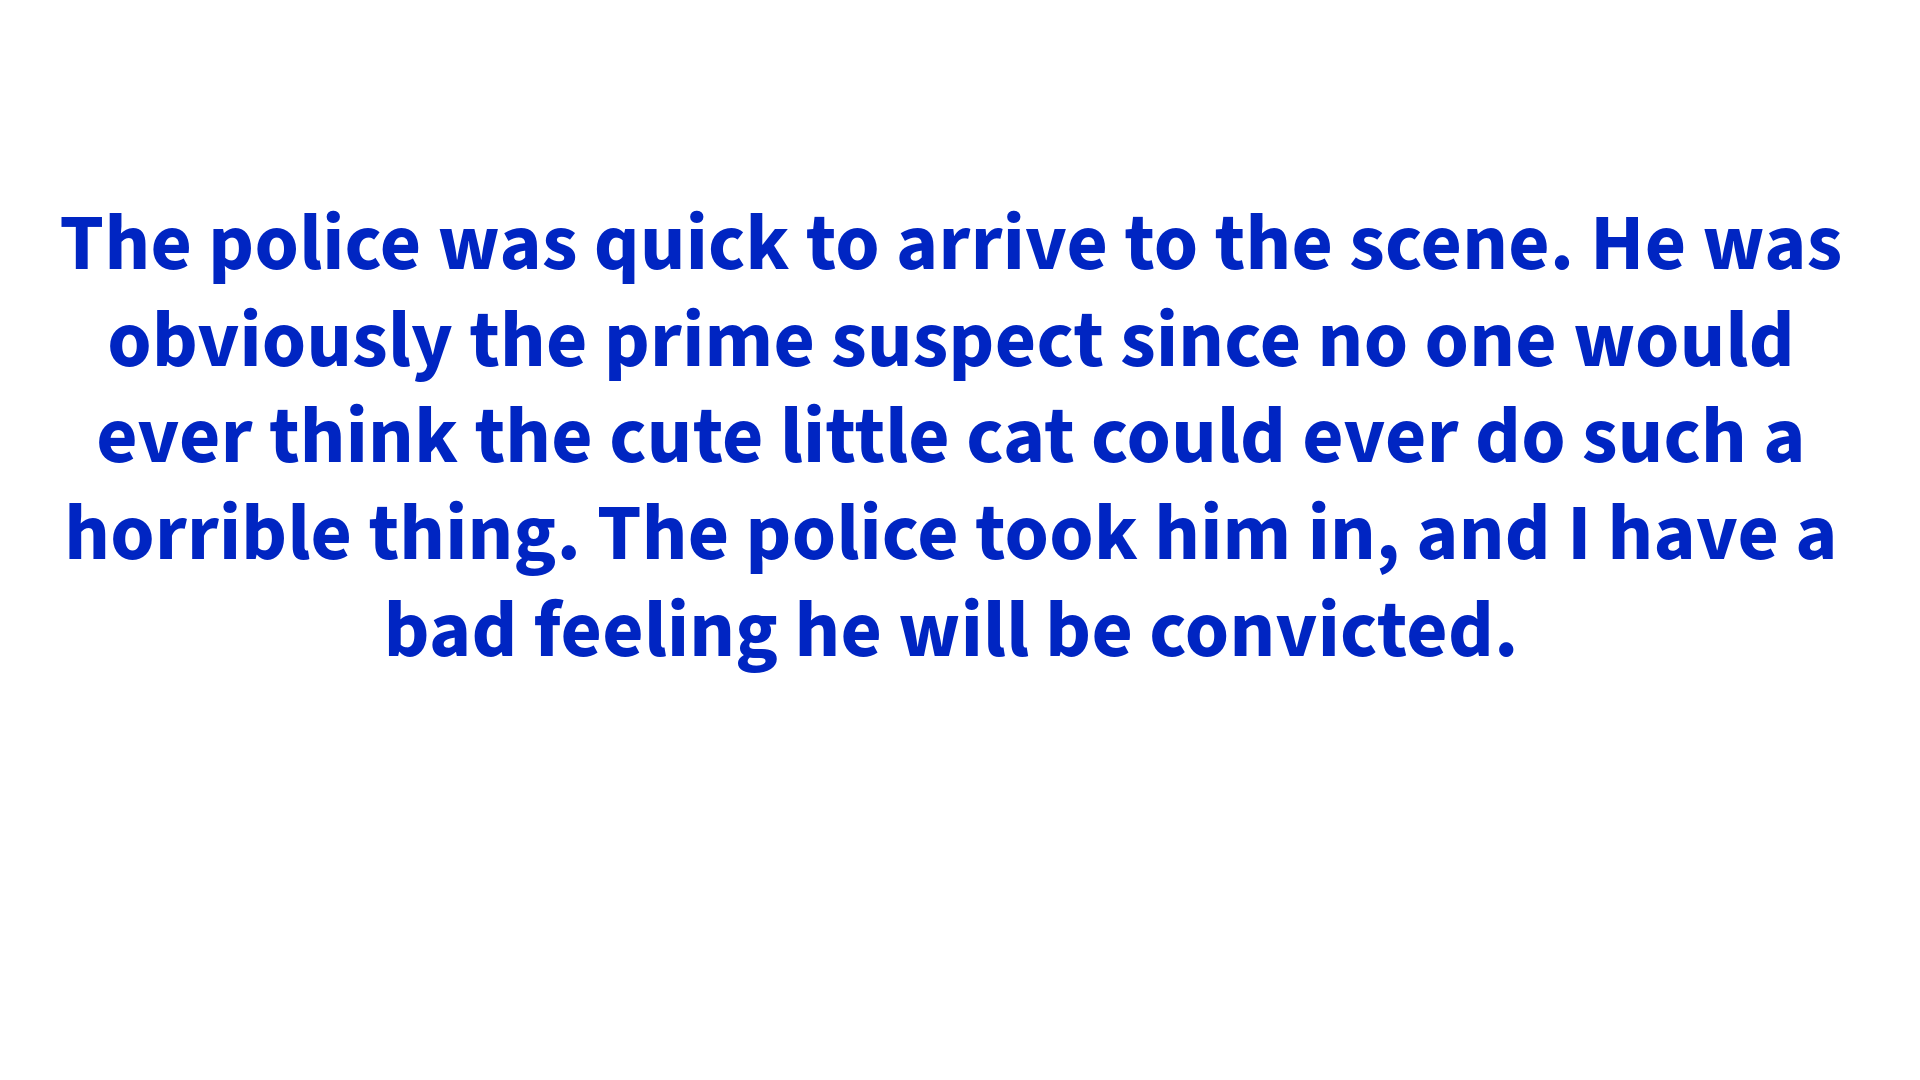 The police was quick to arrive to the scene. He was
obviously the prime suspect since no one would
ever think the cute little cat could ever do such a
horrible thing. The police took him in, and I have a
bad feeling he will be convicted.